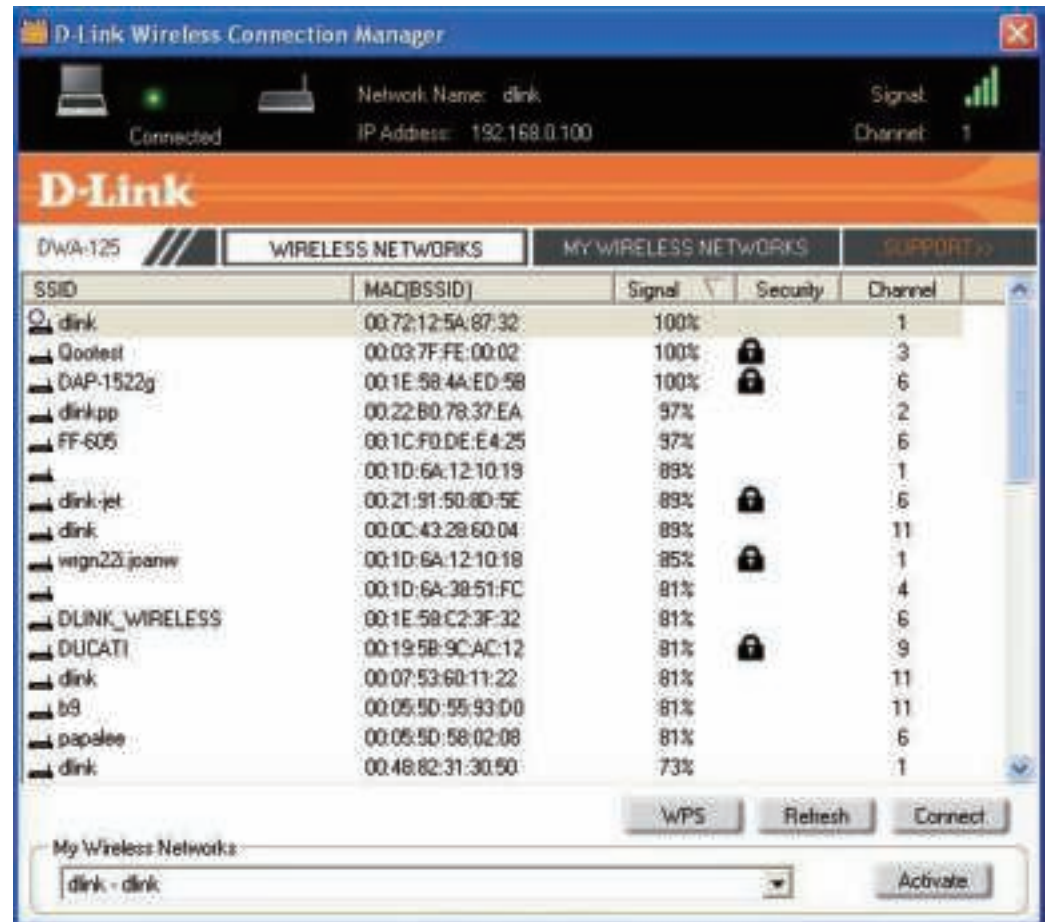 D-Link Wireless Connection Manager
Network Name: dlink Signal:
Connected IP Address: 192.168.0.100 Channel: 1
D-Link
DWA-125 WIRELESS NETWORKS MY WIRELESS NETWORKS SUPPORT>>
SSID MAC(BSSID) Signal Security Channel
dlink 00:72:12:5A:87:32 100% 1
Qootest 00:03:7F:FE:00:02 100% 3
DAP-1522g 00:1E:58:4A:ED:5B 100% 6
dlinkpp 00:22:B0:78:37:EA 97% 2
FF-605 00:1C:F0:DE:E4:25 97% 6
00:1D:6A:12:10:19 89% 1
dlink-jet 00:21:91:50:8D:5E 89% 6
dlink 00:0C:43:28:60:04 89% 11
00:1D:6A:12:10:18 85% 1
00:1D:6A:38:51:FC 81% 4
DLINK_WIRELESS 00:1E:58:C2:3F:32 81% 6
DUCATI 00:19:5B:9C:AC:12 81% 9
dlink 00:07:53:60:11:22 81% 11
b9 00:05:5D:55:93:D0 81% 11
papalee 00:05:5D:58:02:08 81% 6
dlink 00:48:82:31:30:50 73% 1
WPS Refresh Connect
My Wireless Networks
dlink - dlink Activate